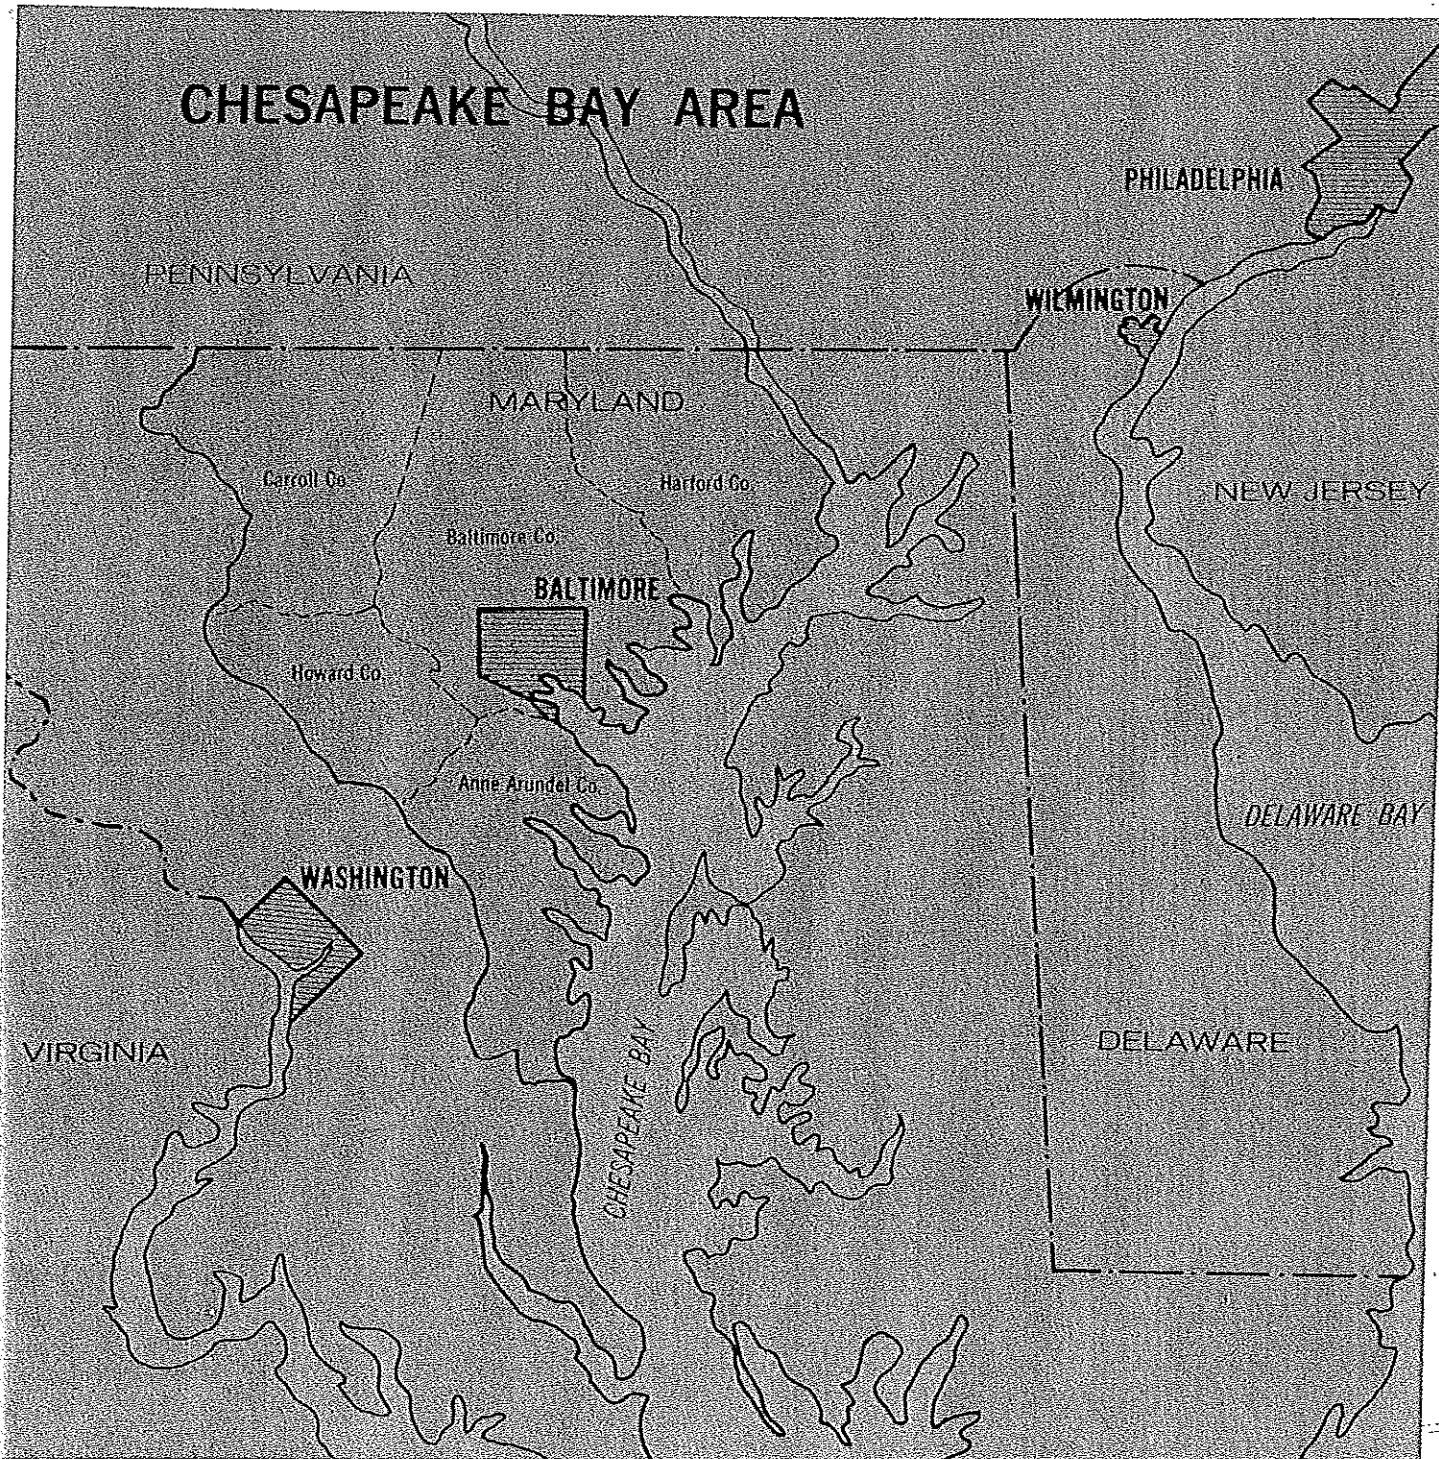 CHESAPEAKE BAY AREA
PHILADELPHIA
PENNSYLVANIA
WILMINGTON
MARYLAND
Carroll Co.
Harford Co.
NEW JERSEY
Baltimore Co.
BALTIMORE
Howard Co.
Anne Arundel Co.
DELAWARE BAY
WASHINGTON
VIRGINIA
DELAWARE
CHESAPEAKE BAY